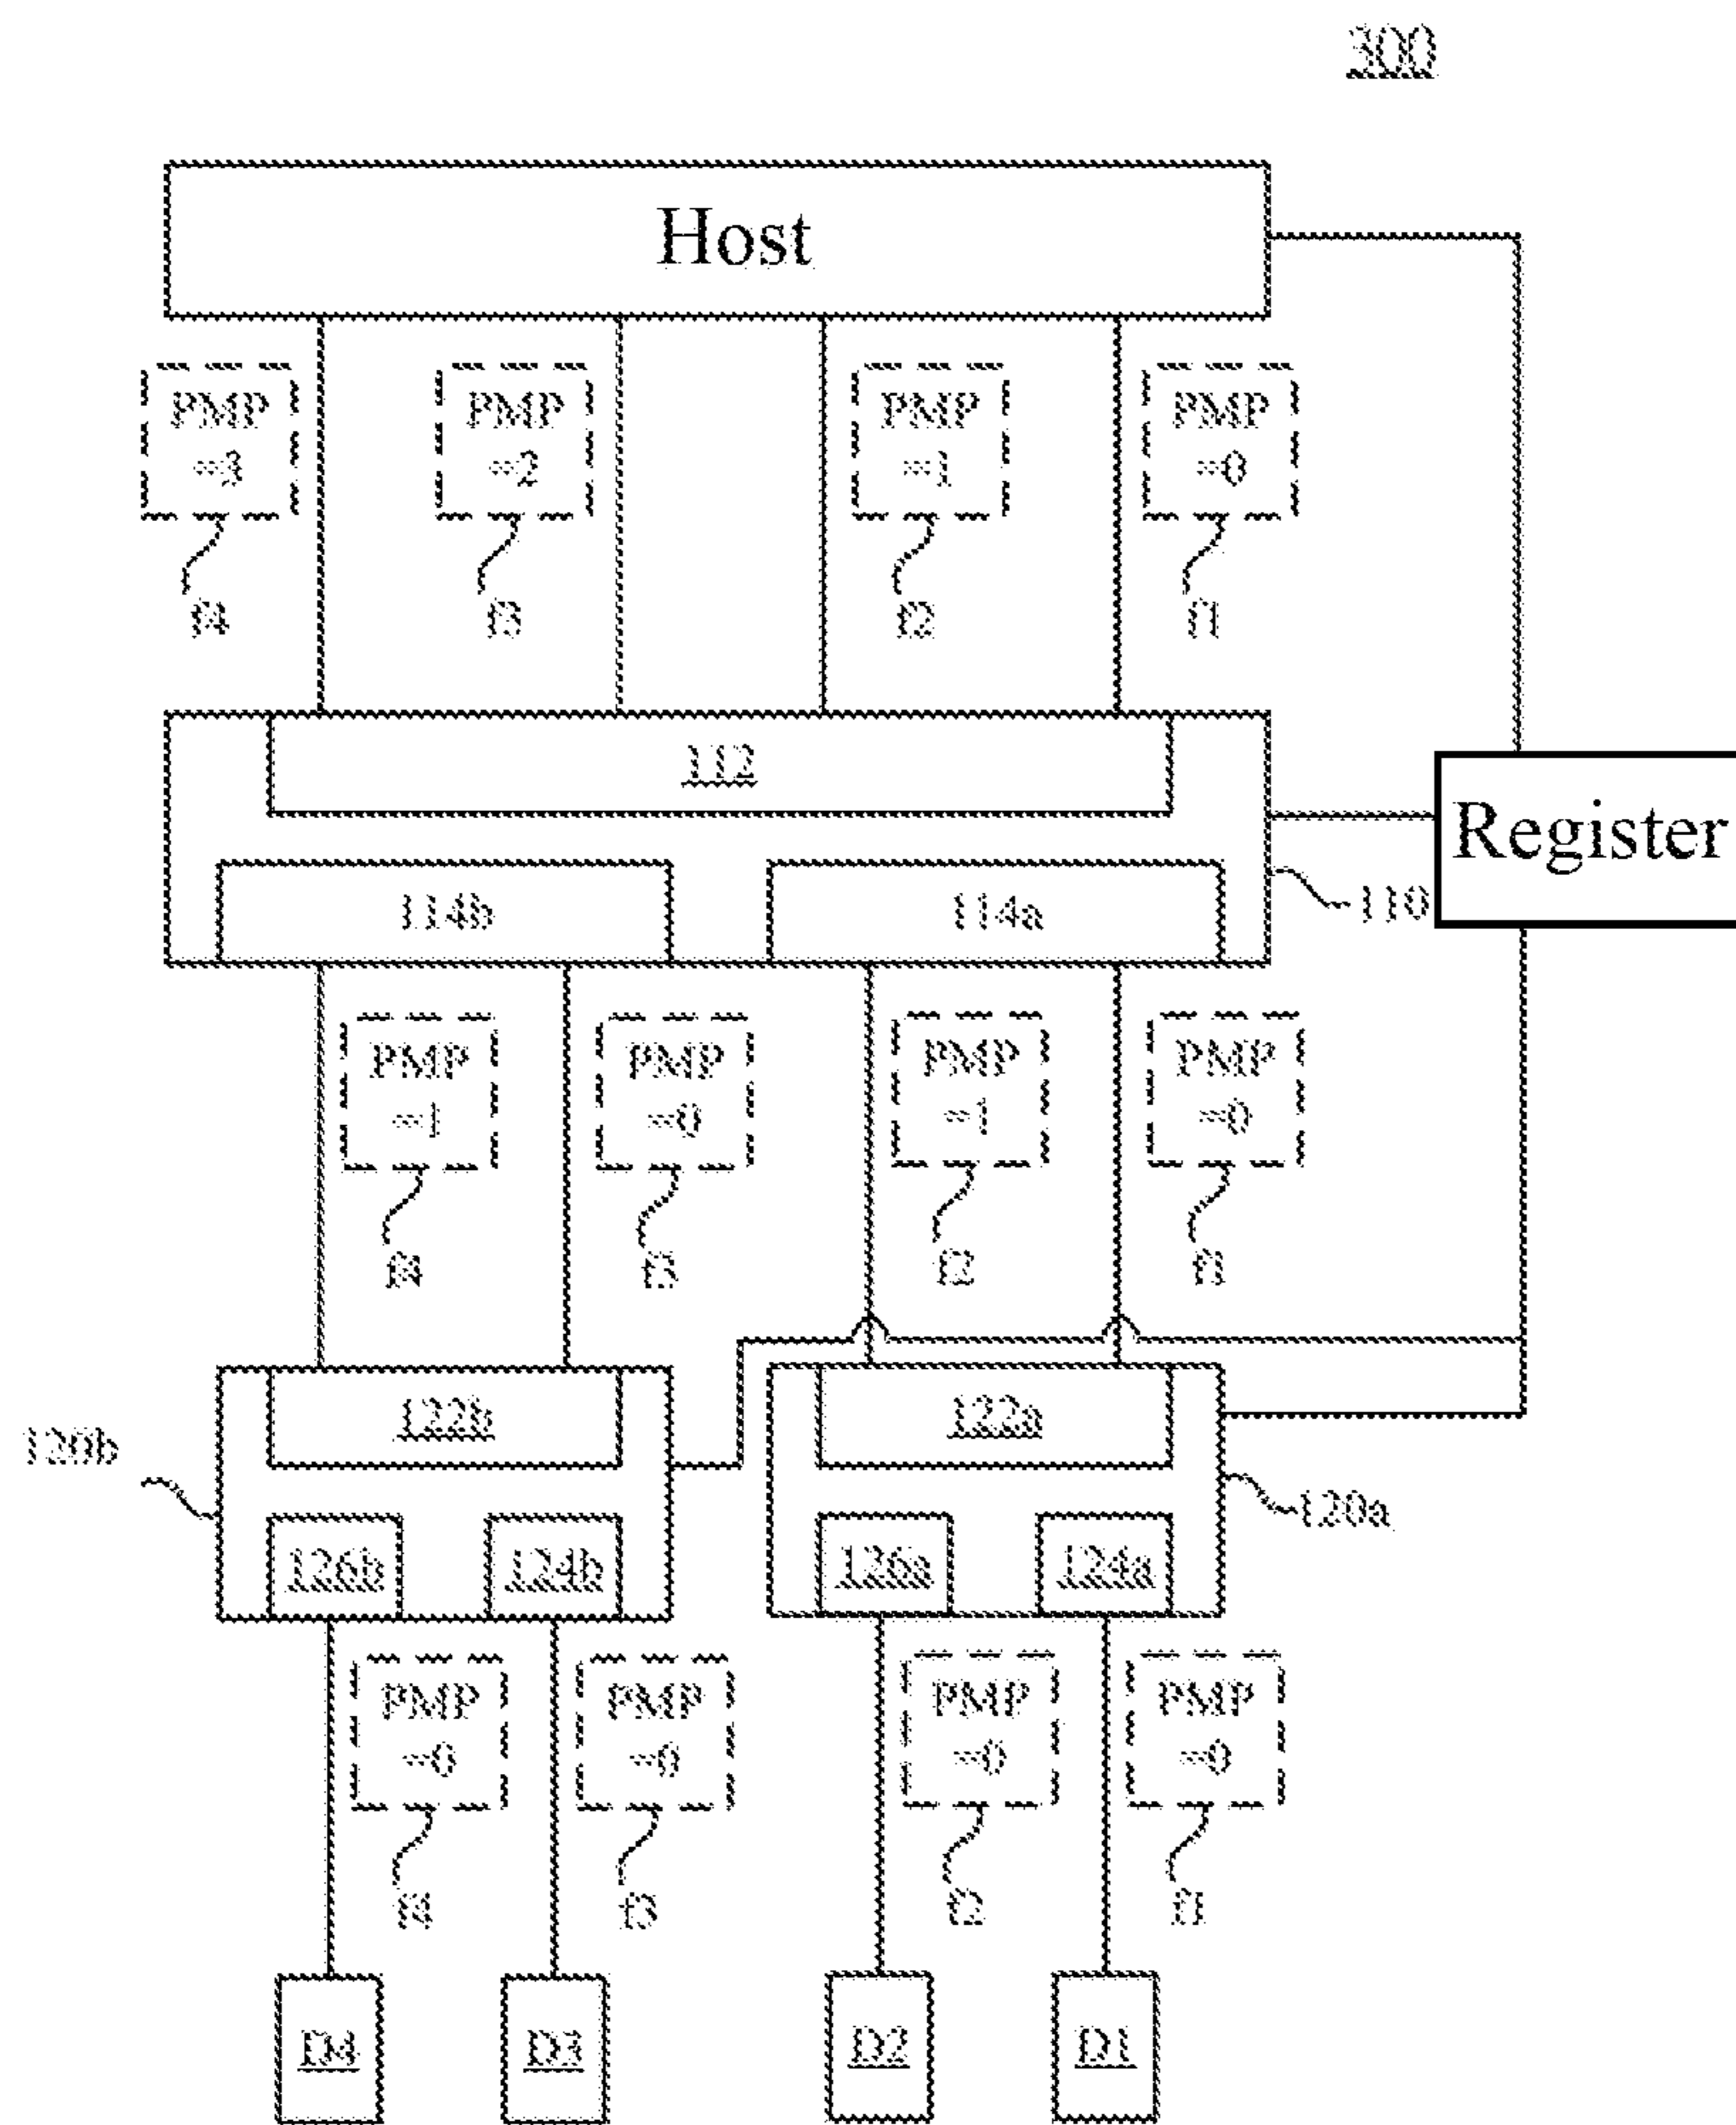 300
Host
PMP
=3
PMP
=2
PMP
=1
PMP
=0
f4
f3
f2
f1
112
Register
114b
114a
110
PMP
=1
PMP
=0
PMP
=1
PMP
=0
f4
f3
f2
f1
122b
122a
120b
120a
126b
124b
126a
124a
PMP
=0
PMP
=0
PMP
=0
PMP
=0
f4
f3
f2
f1
D4
D3
D2
D1